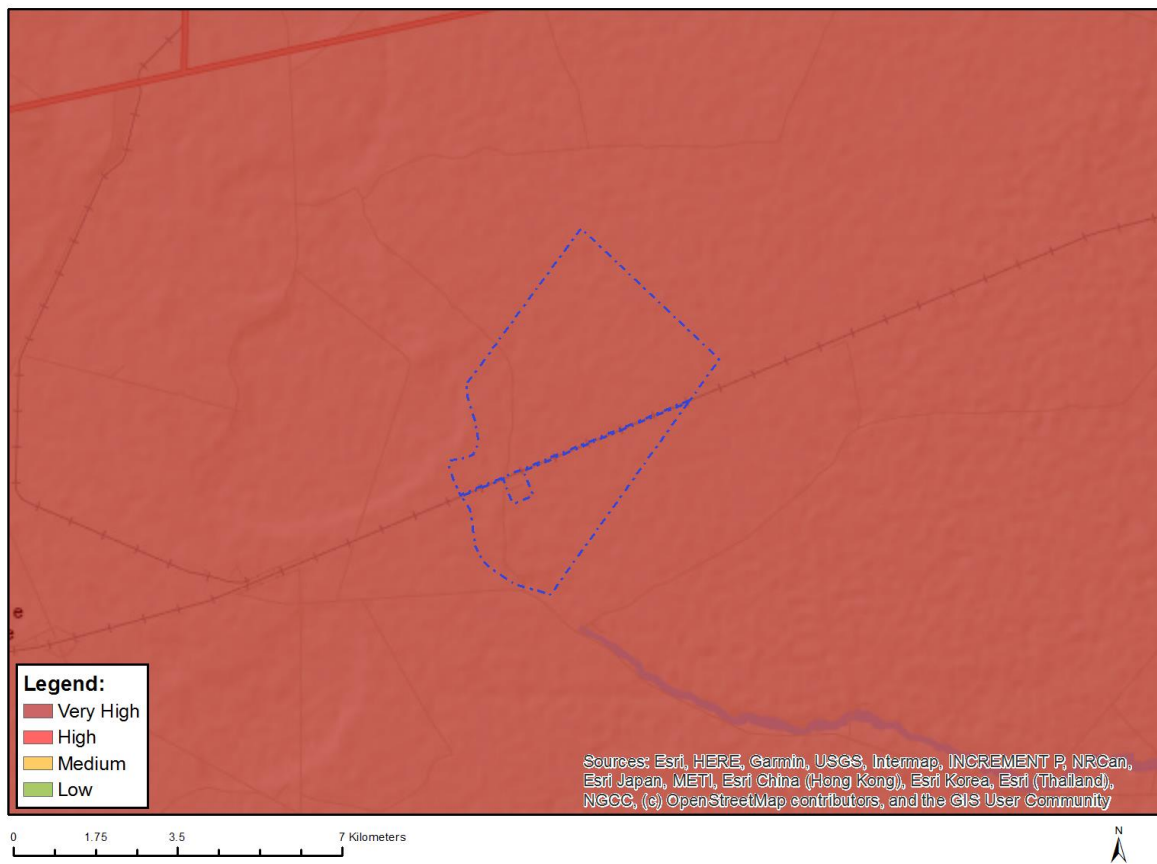 e
e
Legend:
Very High
High
Medium
Low
Sources: Esri, HERE, Garmin, USGS, Intermap, INCREMENT P, NRCan,
Esri Japan, METI, Esri China (Hong Kong), Esri Korea, Esri (Thailand),
NGCC, (c) OpenStreetMap contributors, and the GIS User Community
0 1.75 3.5 7 Kilometers
N